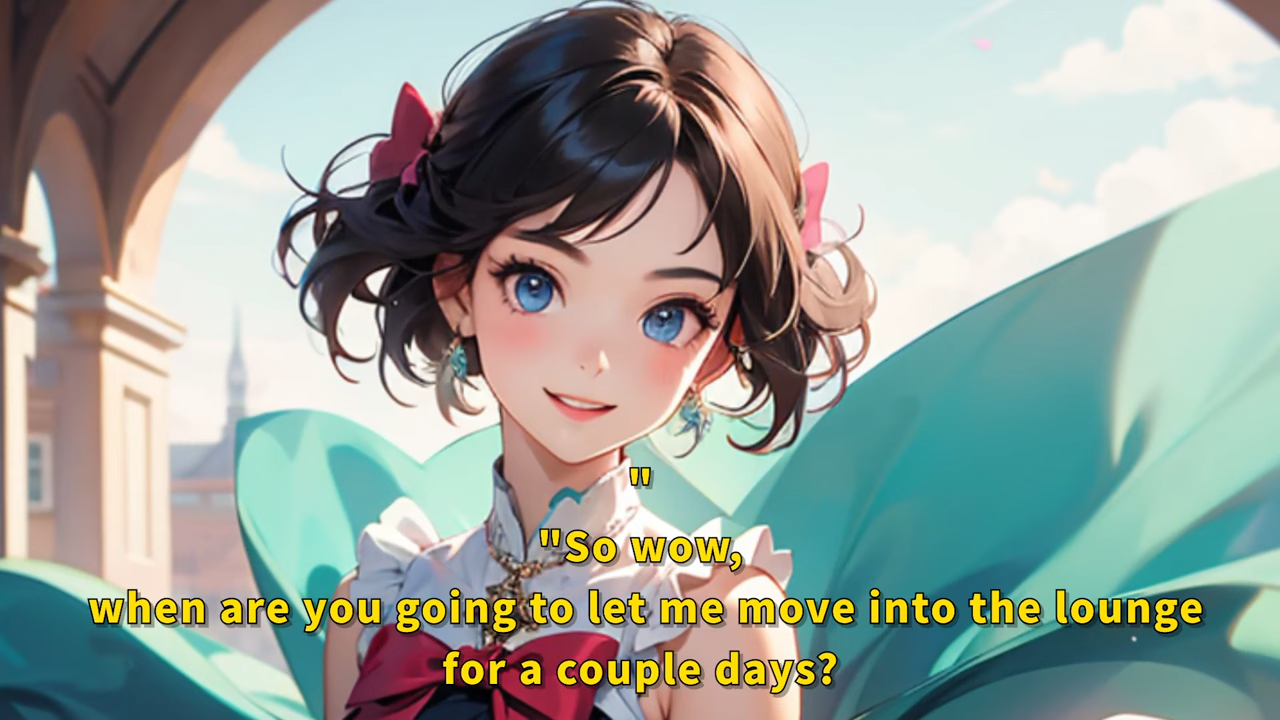 "
"So wow,
when are you going to let me move into the lounge
for a couple days?